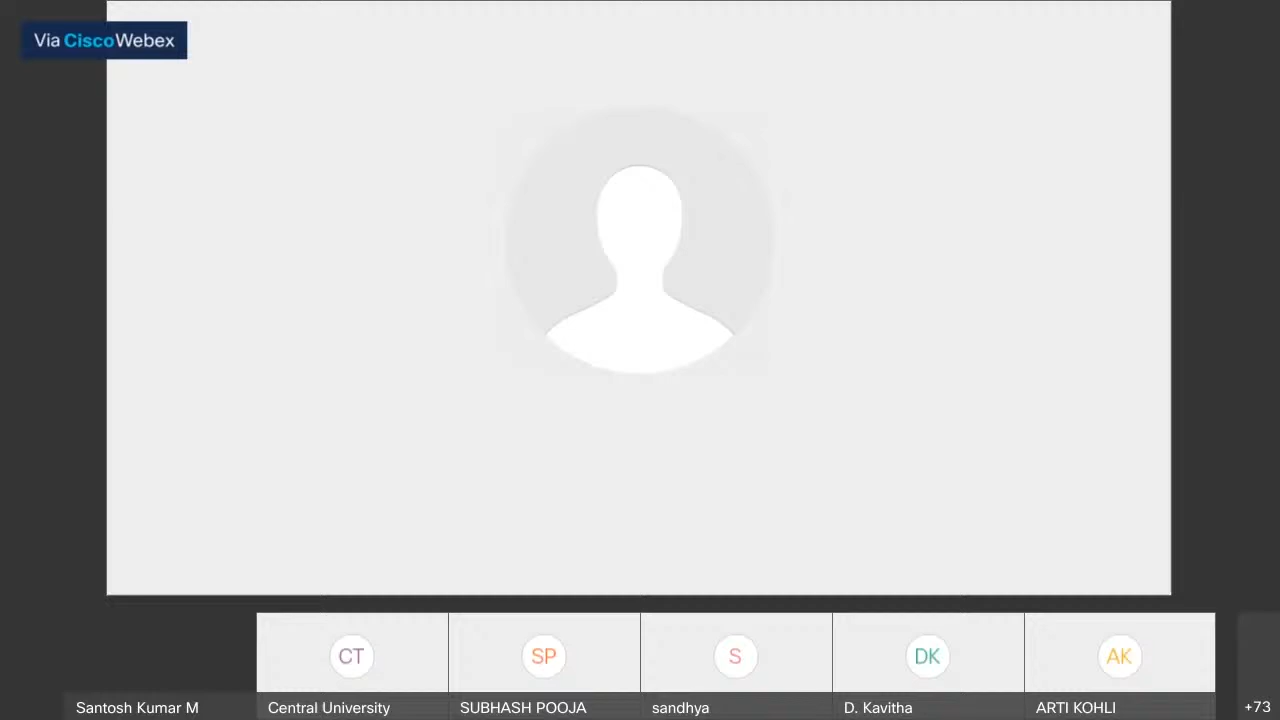 Via CiscoWebex
CT
SP
S
DK
AK
Santosh Kumar M
Central University
SUBHASH POOJA
sandhya
D. Kavitha
ARTI KOHLI
+73